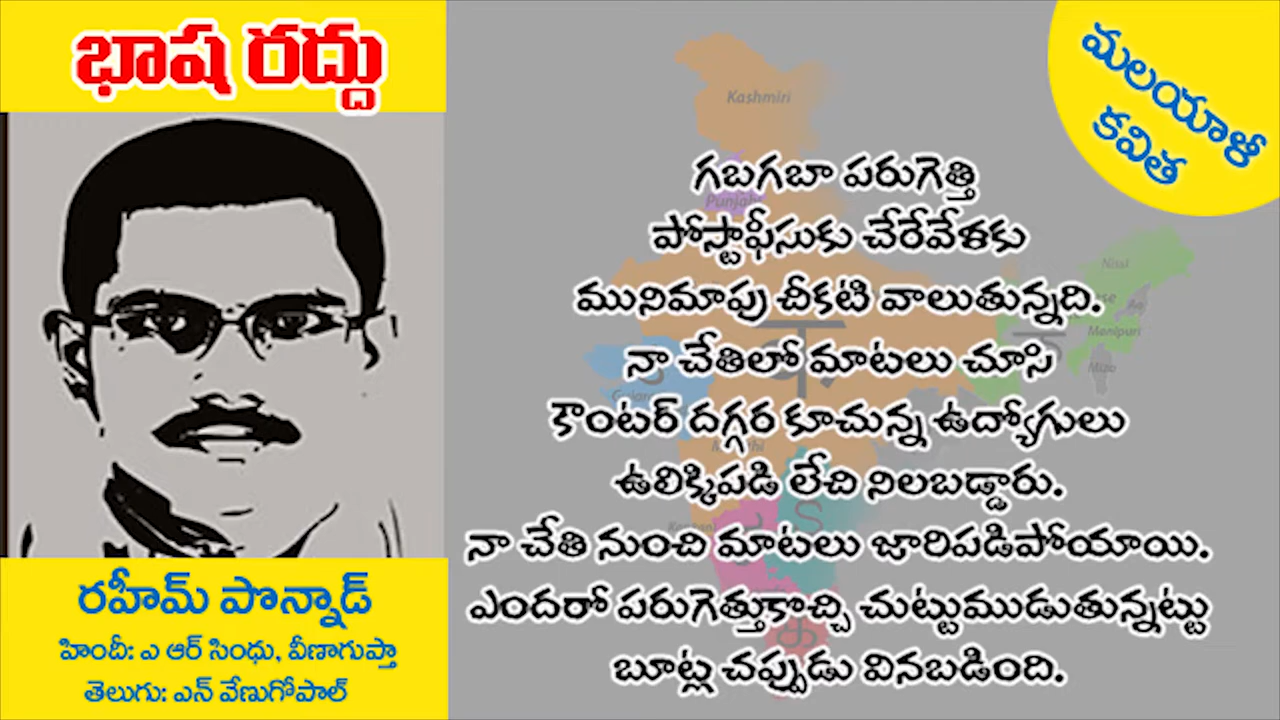 భాష రద్దు
మలయాళీ
కవిత
Kashmiri
Punjabi
Nissi
Manipuri
Mizo
గబగబా పరుగెత్తి
పోస్టాఫీసుకు చేరేవేళకు
మునిమాపు చీకటి వాలుతున్నది.
నా చేతిలో మాటలు చూసి
కౌంటర్ దగ్గర కూచున్న ఉద్యోగులు
ఉలిక్కిపడి లేచి నిలబడ్డారు.
నా చేతి నుంచి మాటలు జారిపడిపోయాయి.
ఎందరో పరుగెత్తుకొచ్చి చుట్టుముడుతున్నట్టు
బూట్ల చప్పుడు వినబడింది.
రహీమ్ పొన్నాడ్
హిందీ: ఎ ఆర్ సింధు, వీణాగుప్తా
తెలుగు: ఎన్ వేణుగోపాల్